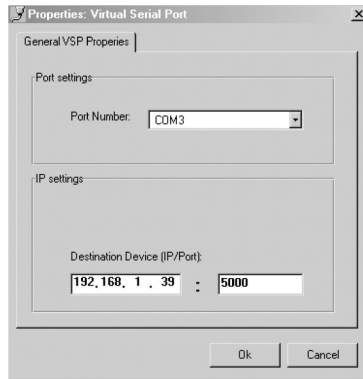 Properties: Virtual Serial Port
General VSP Properies
Port settings
Port Number: COM3
IP settings
Destination Device (IP/Port):
192.168. 1 . 39 : 5000
Ok Cancel